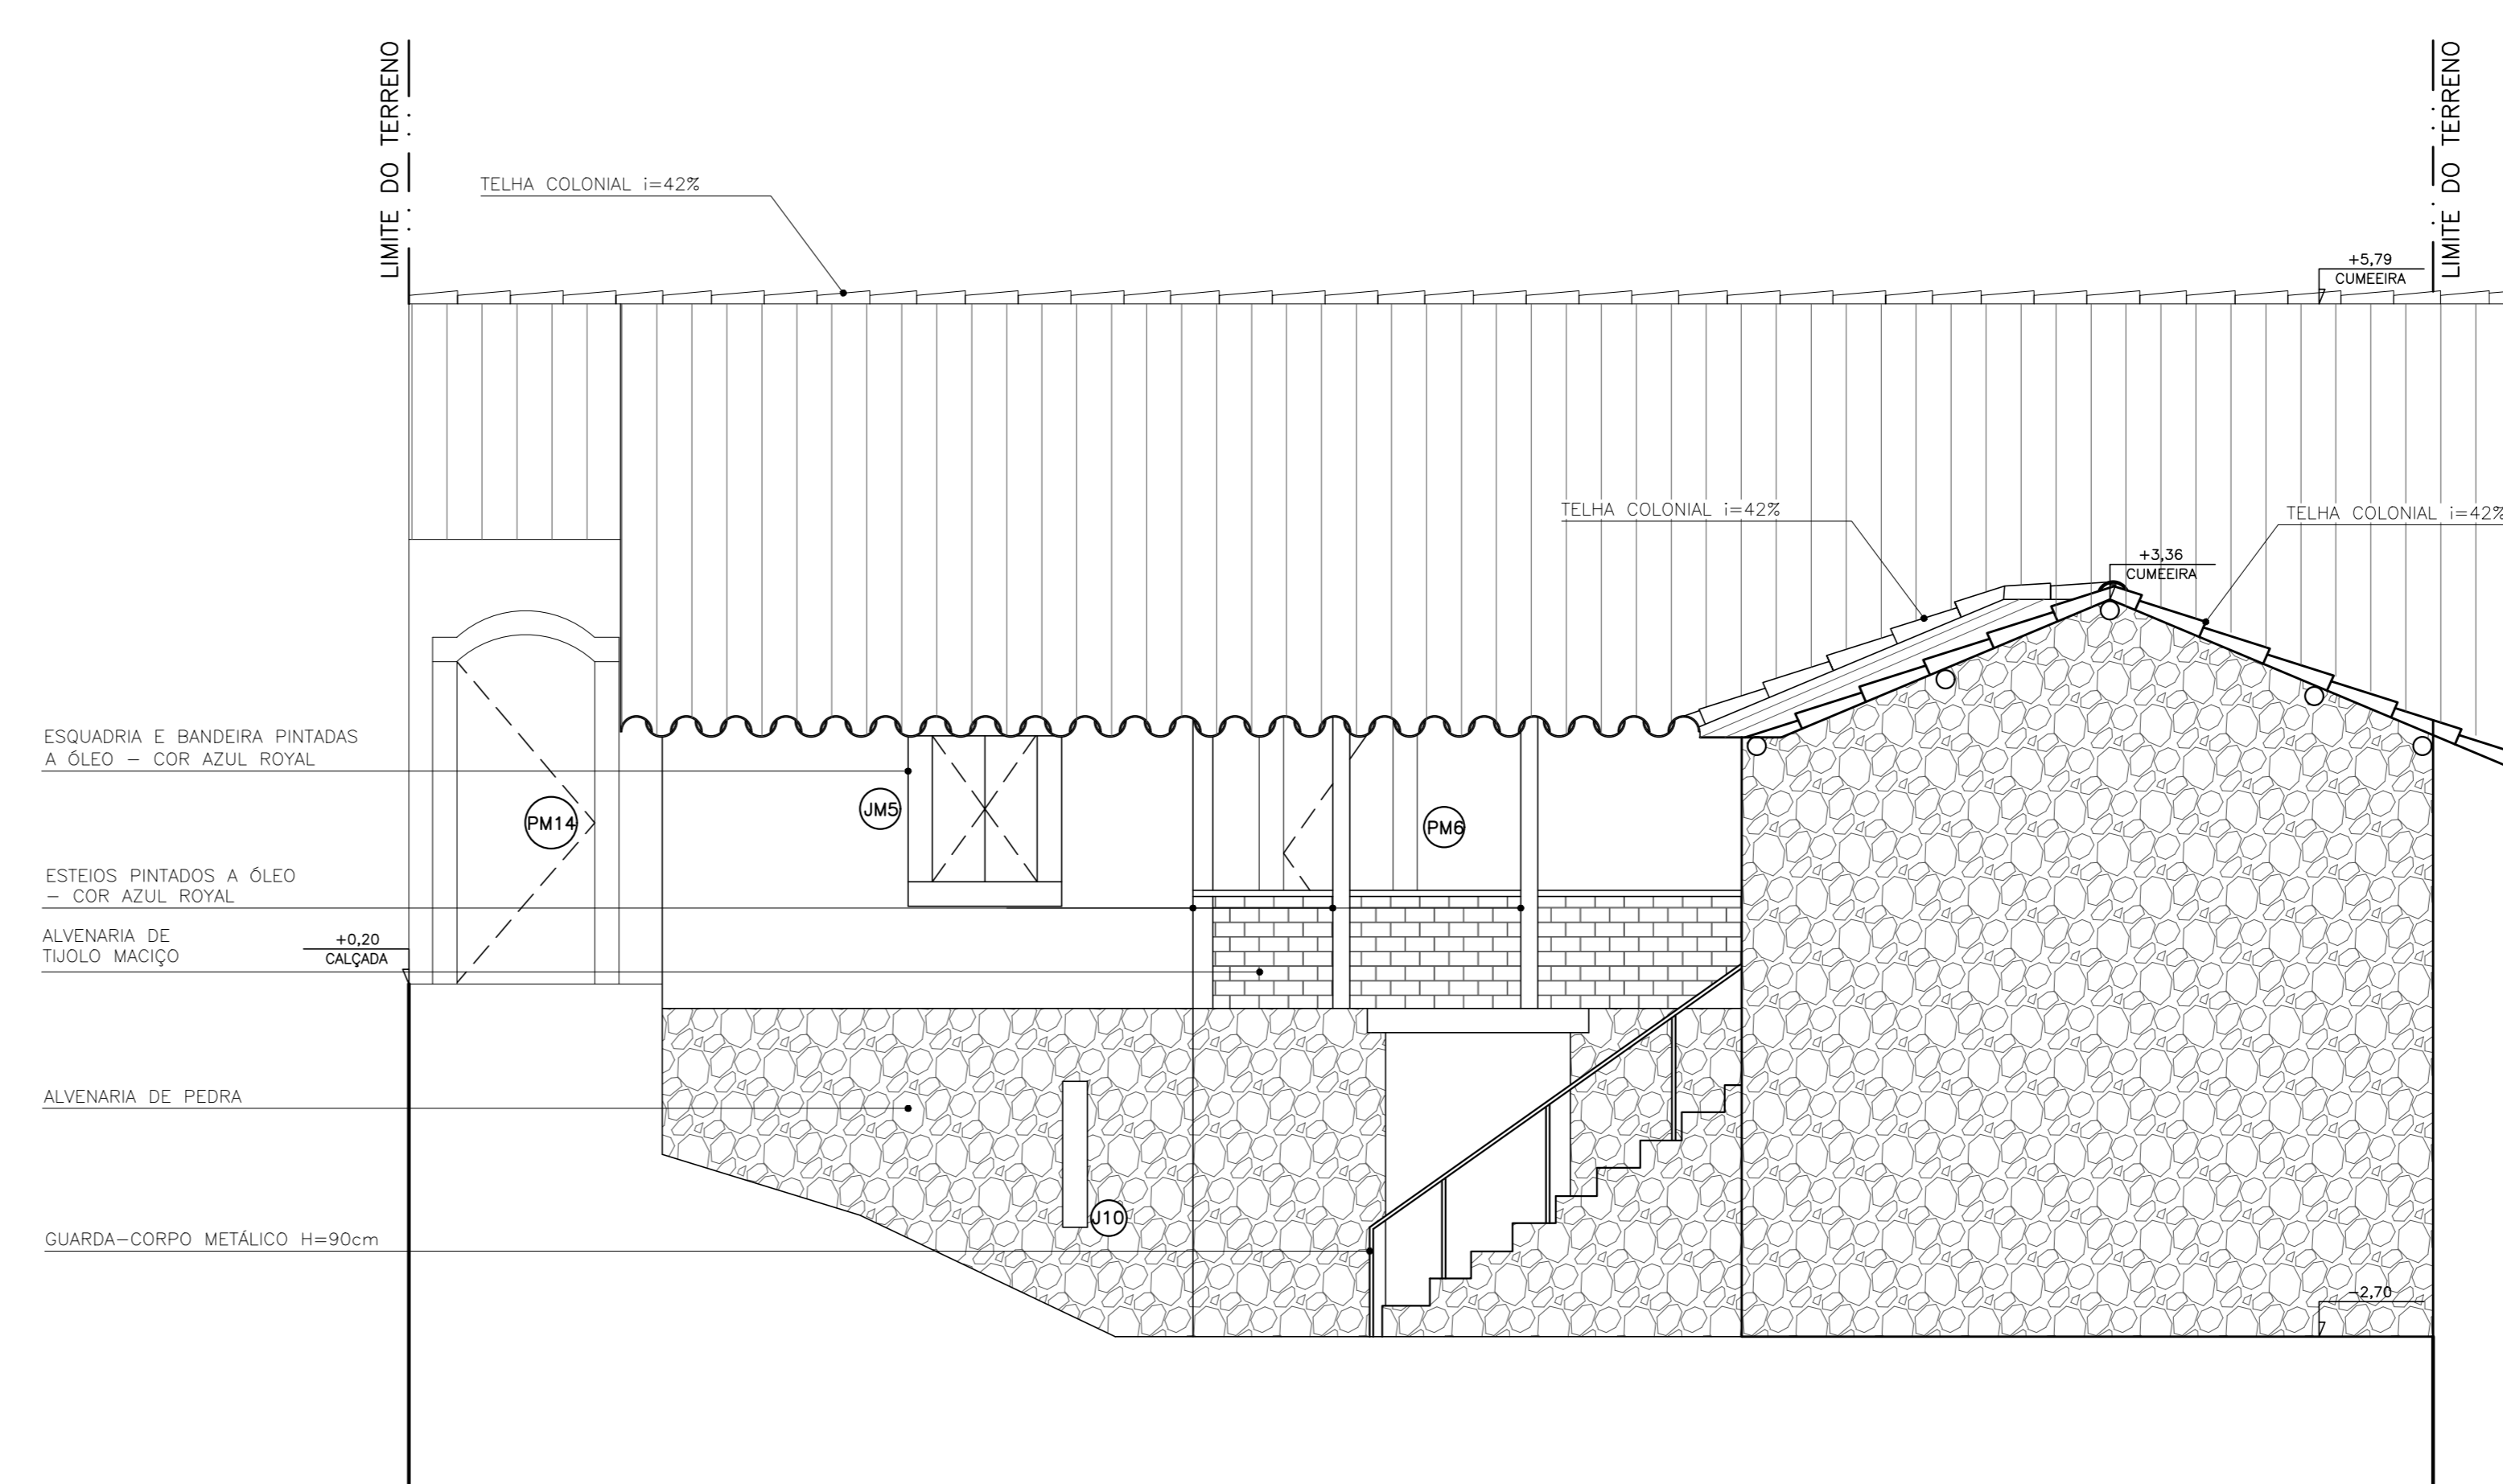 LIMITE DO TERRENO
LIMITE DO TERRENO
TELHA COLONIAL i=42%
+5,79
CUMEEIRA
TELHA COLONIAL i=42%
TELHA COLONIAL i=42%
+3,36
CUMEEIRA
ESQUADRIA E BANDEIRA PINTADAS
A ÓLEO – COR AZUL ROYAL
JM5
PM14
PM6
ESTEIOS PINTADOS A ÓLEO
– COR AZUL ROYAL
ALVENARIA DE
TIJOLO MACIÇO
+0,20
CALÇADA
ALVENARIA DE PEDRA
J10
GUARDA–CORPO METÁLICO H=90cm
–2,70